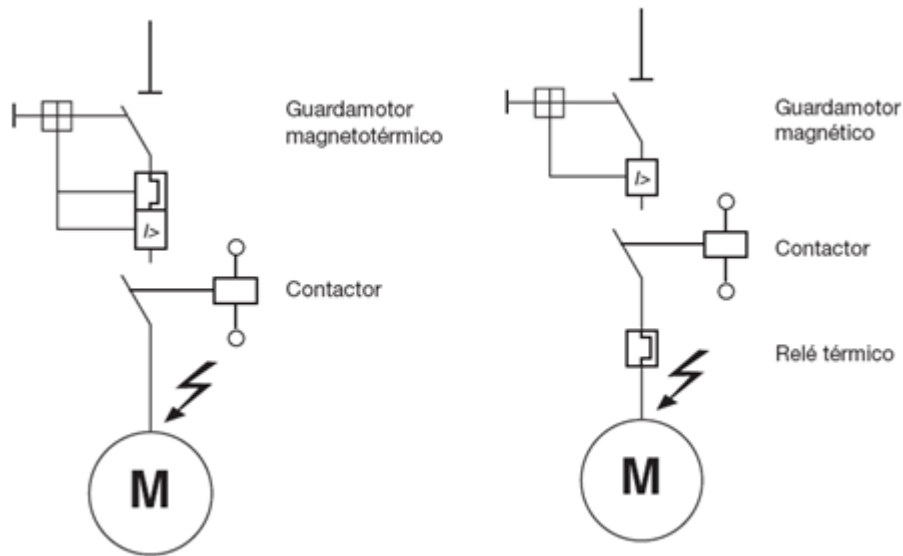 Guardamotor
magnetotérmico
I>
Contactor
M
Guardamotor
magnético
I>
Contactor
Relé térmico
M